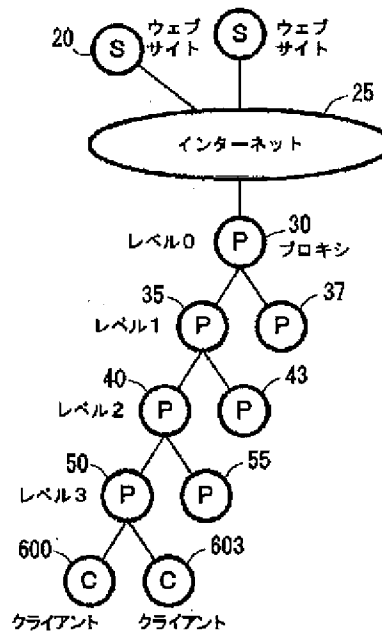 20
S
ウェブ
サイト
S
ウェブ
サイト
25
インターネット
レベル0
P
30
プロキシ
35
レベル1
P
37
P
40
レベル2
P
43
P
50
レベル3
P
55
P
600
C
603
C
クライアント
クライアント